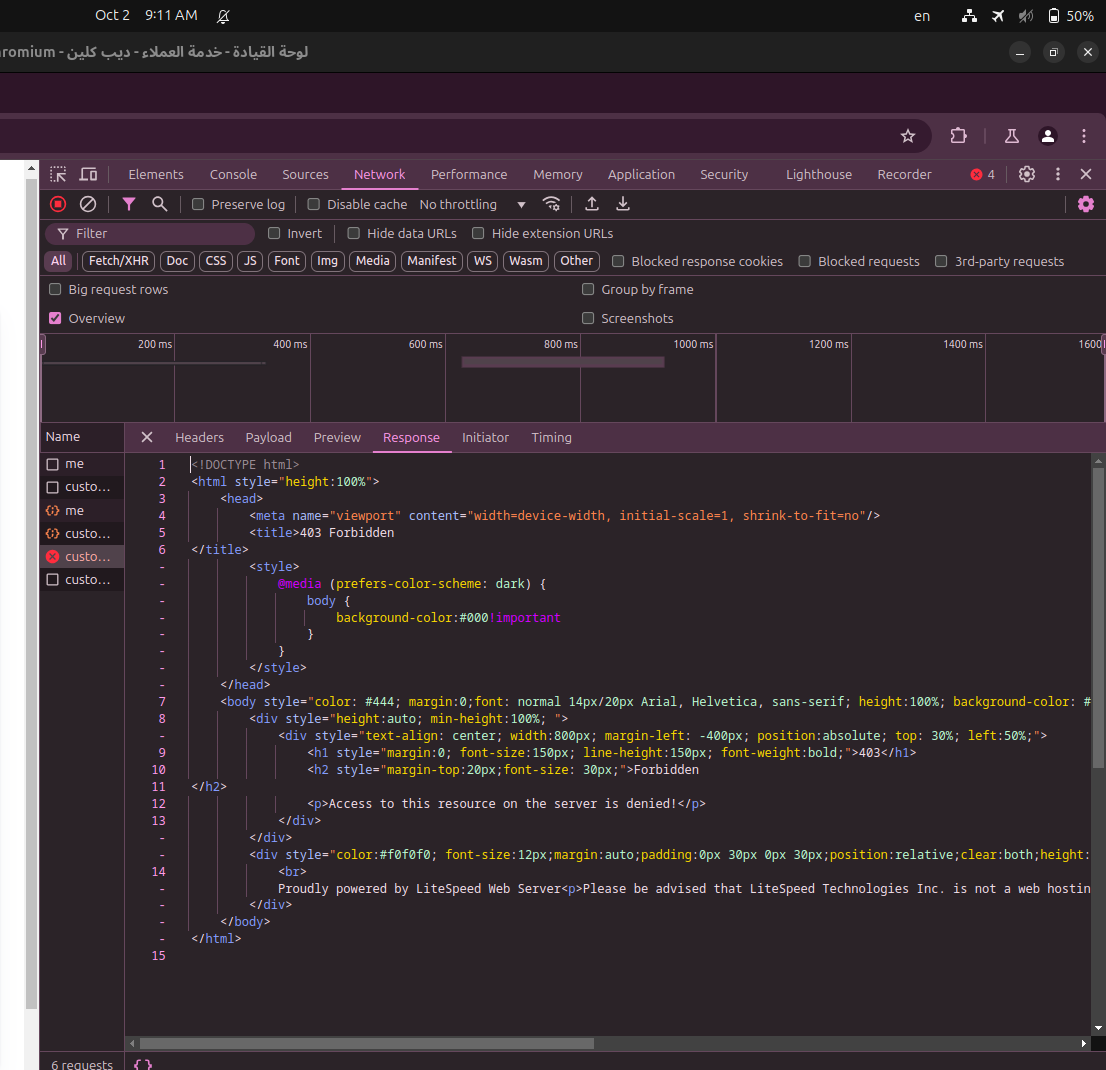 Oct 2 9:11 AM en 50%
لوحة القيادة - خدمة العملاء - ديب كلين - romium
Elements Console Sources Network Performance Memory Application Security Lighthouse Recorder 4
Preserve log Disable cache No throttling
Filter Invert Hide data URLs Hide extension URLs
All Fetch/XHR Doc CSS JS Font Img Media Manifest WS Wasm Other Blocked response cookies Blocked requests 3rd-party requests
Big request rows Group by frame
Overview Screenshots
200 ms 400 ms 600 ms 800 ms 1000 ms 1200 ms 1400 ms 1600
Name Headers Payload Preview Response Initiator Timing
me
custo...
me
custo...
custo...
custo...
1 <!DOCTYPE html>
2 <html style="height:100%">
3 <head>
4 <meta name="viewport" content="width=device-width, initial-scale=1, shrink-to-fit=no"/>
5 <title>403 Forbidden
6 </title>
- <style>
- @media (prefers-color-scheme: dark) {
- body {
- background-color:#000!important
- }
- }
- </style>
- </head>
7 <body style="color: #444; margin:0;font: normal 14px/20px Arial, Helvetica, sans-serif; height:100%; background-color: #
8 <div style="height:auto; min-height:100%; ">
- <div style="text-align: center; width:800px; margin-left: -400px; position:absolute; top: 30%; left:50%;">
9 <h1 style="margin:0; font-size:150px; line-height:150px; font-weight:bold;">403</h1>
10 <h2 style="margin-top:20px;font-size: 30px;">Forbidden
11 </h2>
12 <p>Access to this resource on the server is denied!</p>
13 </div>
- </div>
- <div style="color:#f0f0f0; font-size:12px;margin:auto;padding:0px 30px 0px 30px;position:relative;clear:both;height:
14 <br>
- Proudly powered by LiteSpeed Web Server<p>Please be advised that LiteSpeed Technologies Inc. is not a web hostin
- </div>
- </body>
- </html>
15
6 requests { }